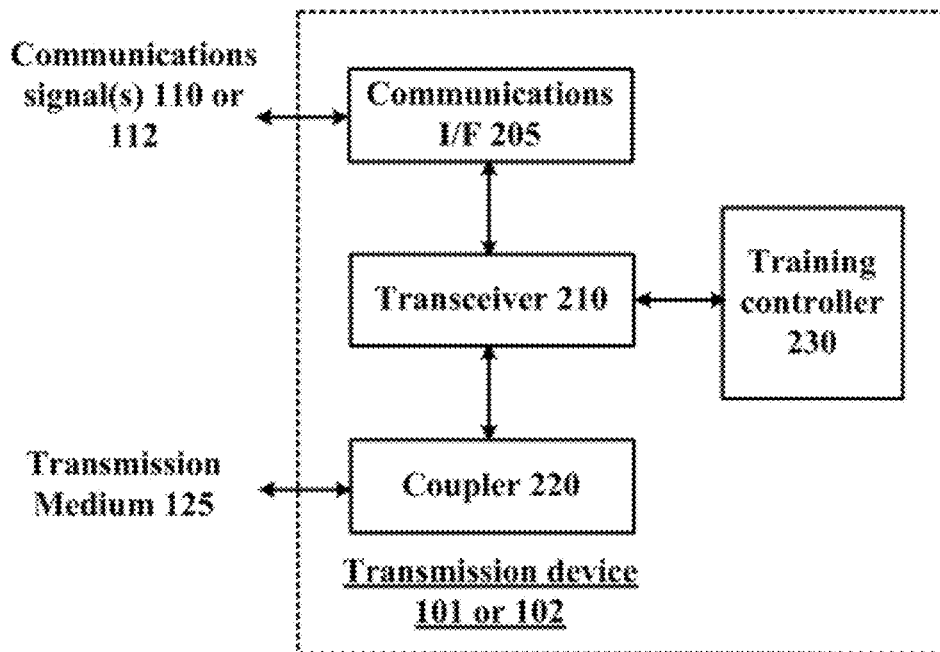 Communications
signal(s) 110 or
112
Communications
I/F 205
Transceiver 210
Training
controller
230
Transmission
Medium 125
Coupler 220
Transmission device
101 or 102